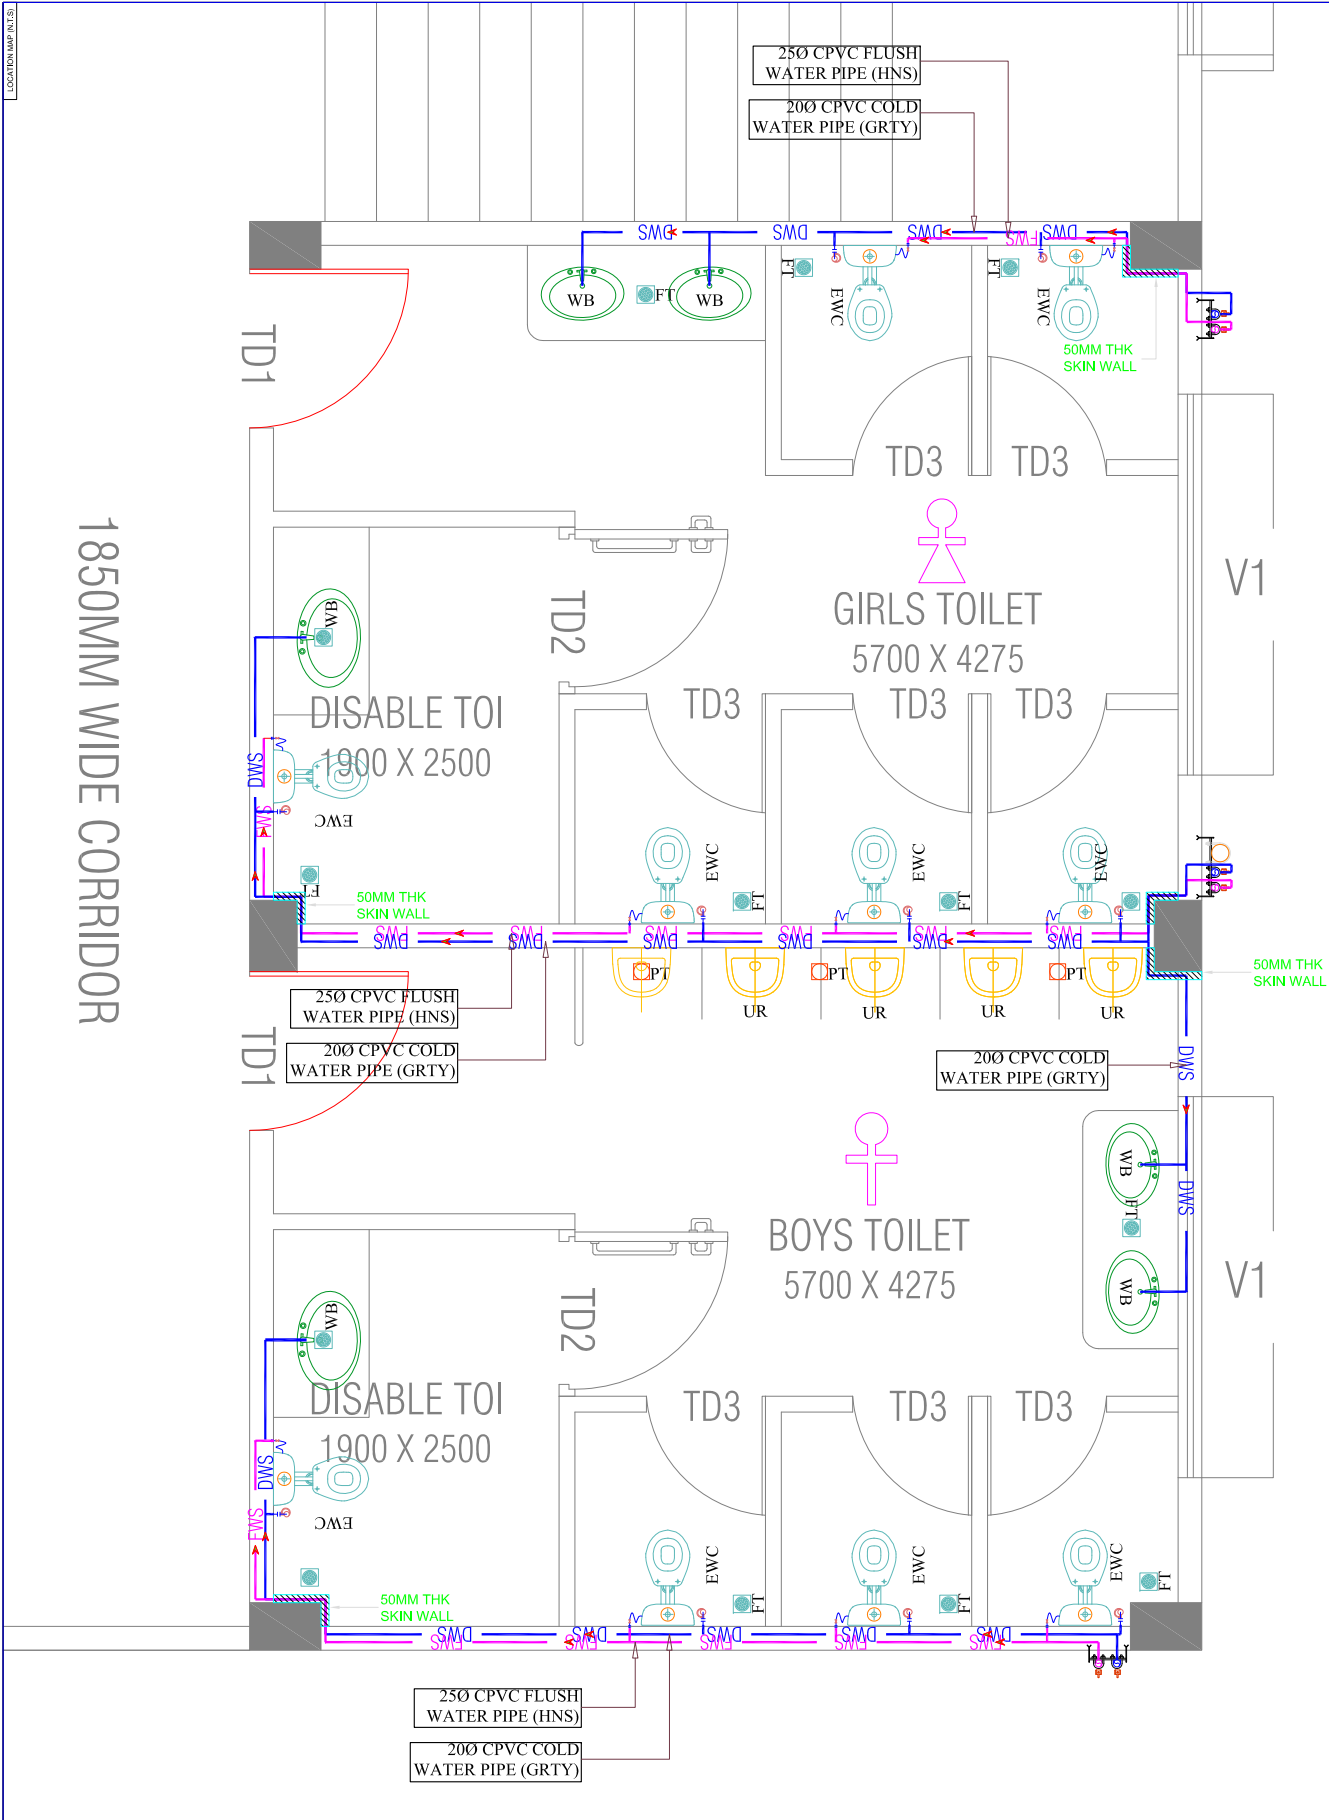 LOCATION MAP (N.T.S)
25Ø CPVC FLUSH
WATER PIPE (HNS)
20Ø CPVC COLD
WATER PIPE (GRTY)
DWS
DWS
DWS
FWS
DWS
FT
FT
WB
FT
WB
EWC
EWC
50MM THK
SKIN WALL
TD1
TD3
TD3
1850MM WIDE CORRIDOR
V1
GIRLS TOILET
5700 X 4275
TD2
WB
DISABLE TOI
1900 X 2500
TD3
TD3
TD3
DWS
FWS
EWC
EWC
EWC
EWC
FT
FT
FT
50MM THK
SKIN WALL
FWS
FWS
FWS
FWS
FWS
FWS
DWS
DWS
DWS
DWS
DWS
DWS
PT
PT
PT
50MM THK
SKIN WALL
UR
UR
UR
UR
25Ø CPVC FLUSH
WATER PIPE (HNS)
20Ø CPVC COLD
WATER PIPE (GRTY)
TD1
20Ø CPVC COLD
WATER PIPE (GRTY)
DWS
WB
DWS
FT
WB
BOYS TOILET
5700 X 4275
V1
TD2
WB
DISABLE TOI
1900 X 2500
TD3
TD3
TD3
DWS
FWS
EWC
EWC
EWC
EWC
FT
FT
FT
50MM THK
SKIN WALL
DWS
DWS
DWS
DWS
FWS
FWS
FWS
FWS
FWS
25Ø CPVC FLUSH
WATER PIPE (HNS)
20Ø CPVC COLD
WATER PIPE (GRTY)